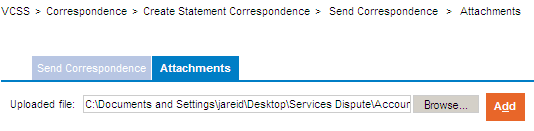 VCSS > Correspondence > Create Statement Correspondence > Send Correspondence > Attachments
Send Correspondence Attachments
Uploaded file: C:\Documents and Settings\jareid\Desktop\Services Dispute\Accour Browse... Add